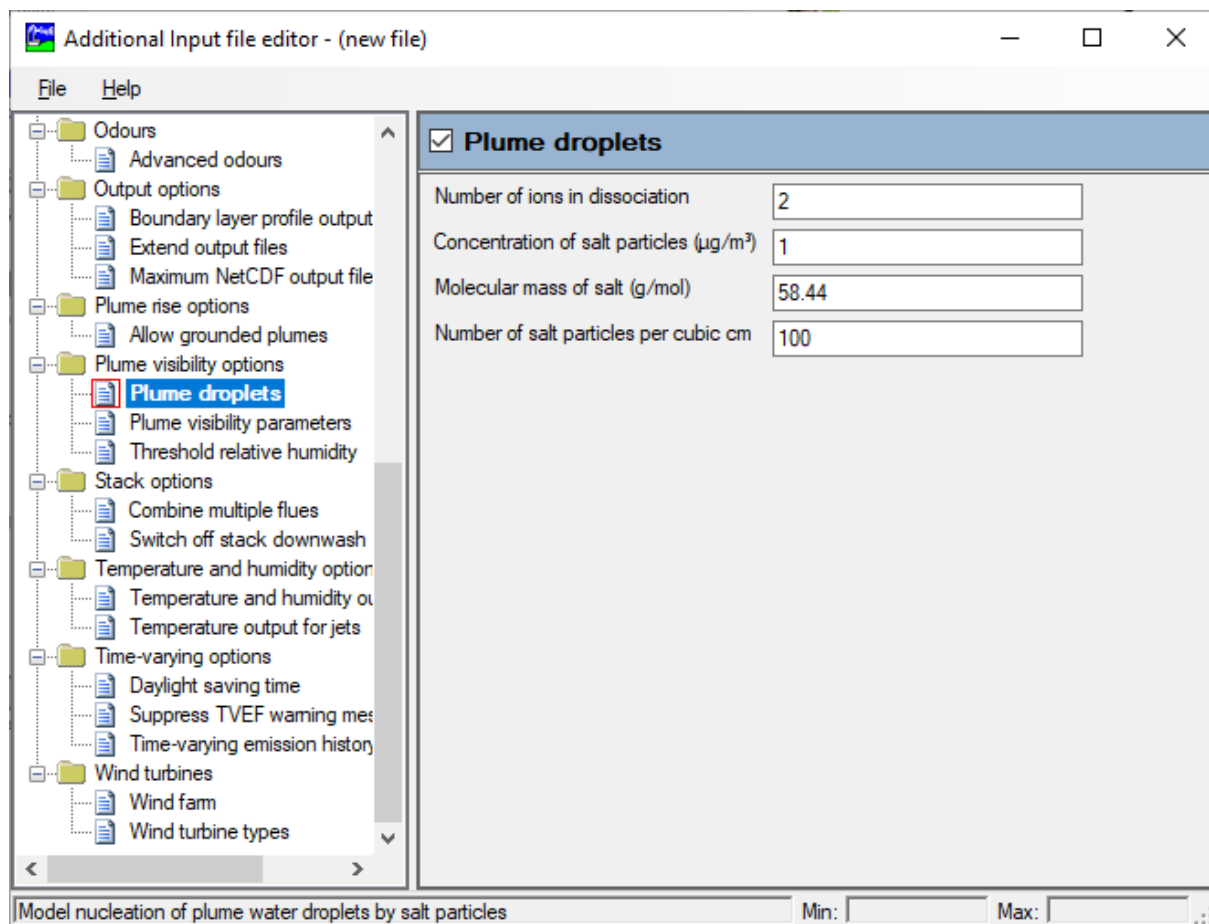 Additional Input file editor - (new file)
File Help
Odours
Advanced odours
Output options
Boundary layer profile output
Extend output files
Maximum NetCDF output file
Plume rise options
Allow grounded plumes
Plume visibility options
Plume droplets
Plume visibility parameters
Threshold relative humidity
Stack options
Combine multiple flues
Switch off stack downwash
Temperature and humidity option
Temperature and humidity ou
Temperature output for jets
Time-varying options
Daylight saving time
Suppress TVEF warning mes
Time-varying emission history
Wind turbines
Wind farm
Wind turbine types
Plume droplets
Number of ions in dissociation 2
Concentration of salt particles (µg/m³) 1
Molecular mass of salt (g/mol) 58.44
Number of salt particles per cubic cm 100
Model nucleation of plume water droplets by salt particles Min: Max: